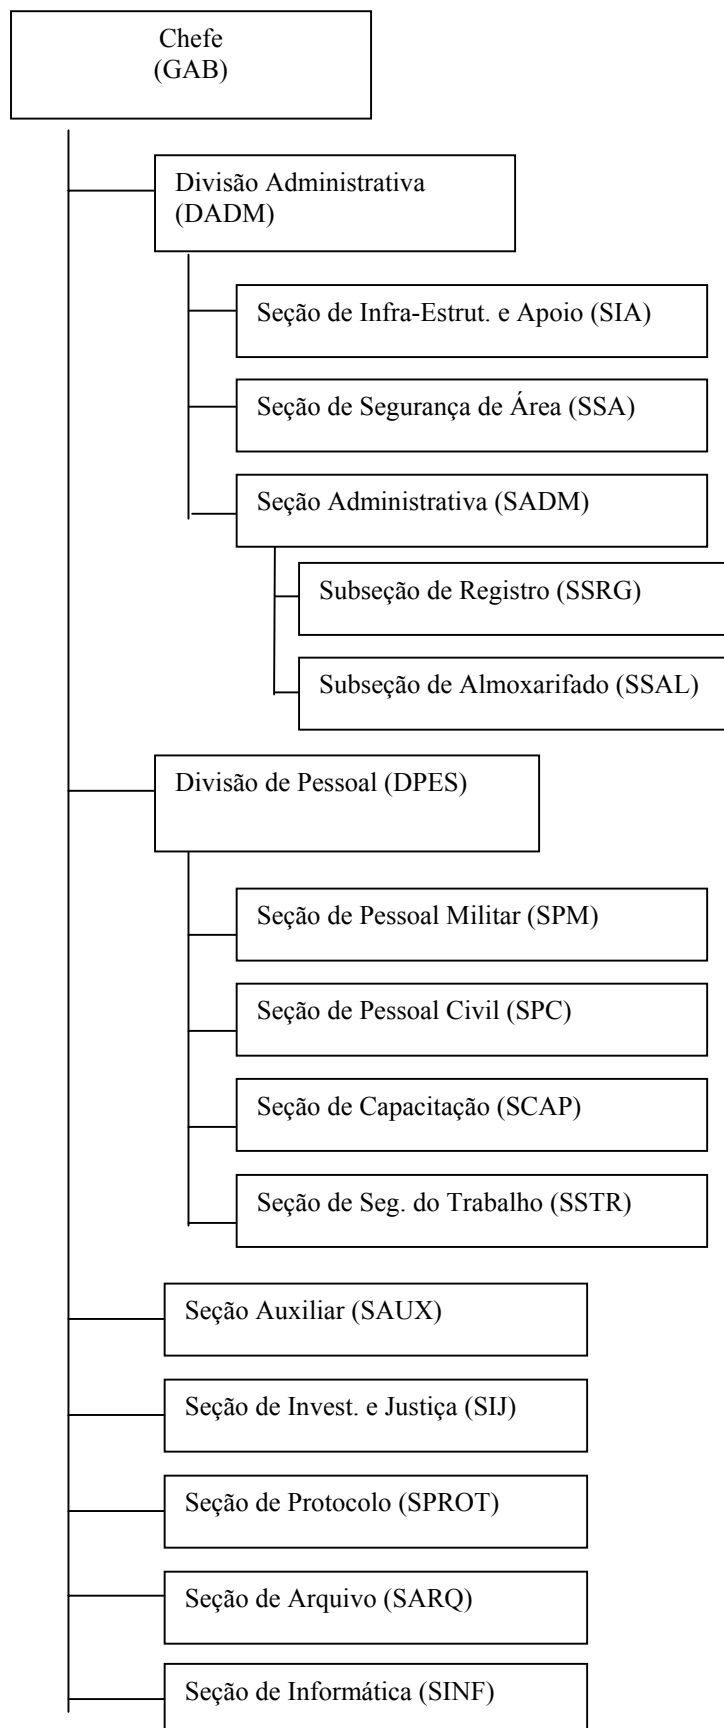 Chefe
(GAB)
Divisão Administrativa
(DADM)
Seção de Infra-Estrut. e Apoio (SIA)
Seção de Segurança de Área (SSA)
Seção Administrativa (SADM)
Subseção de Registro (SSRG)
Subseção de Almoxarifado (SSAL)
Divisão de Pessoal (DPES)
Seção de Pessoal Militar (SPM)
Seção de Pessoal Civil (SPC)
Seção de Capacitação (SCAP)
Seção de Seg. do Trabalho (SSTR)
Seção Auxiliar (SAUX)
Seção de Invest. e Justiça (SIJ)
Seção de Protocolo (SPROT)
Seção de Arquivo (SARQ)
Seção de Informática (SINF)